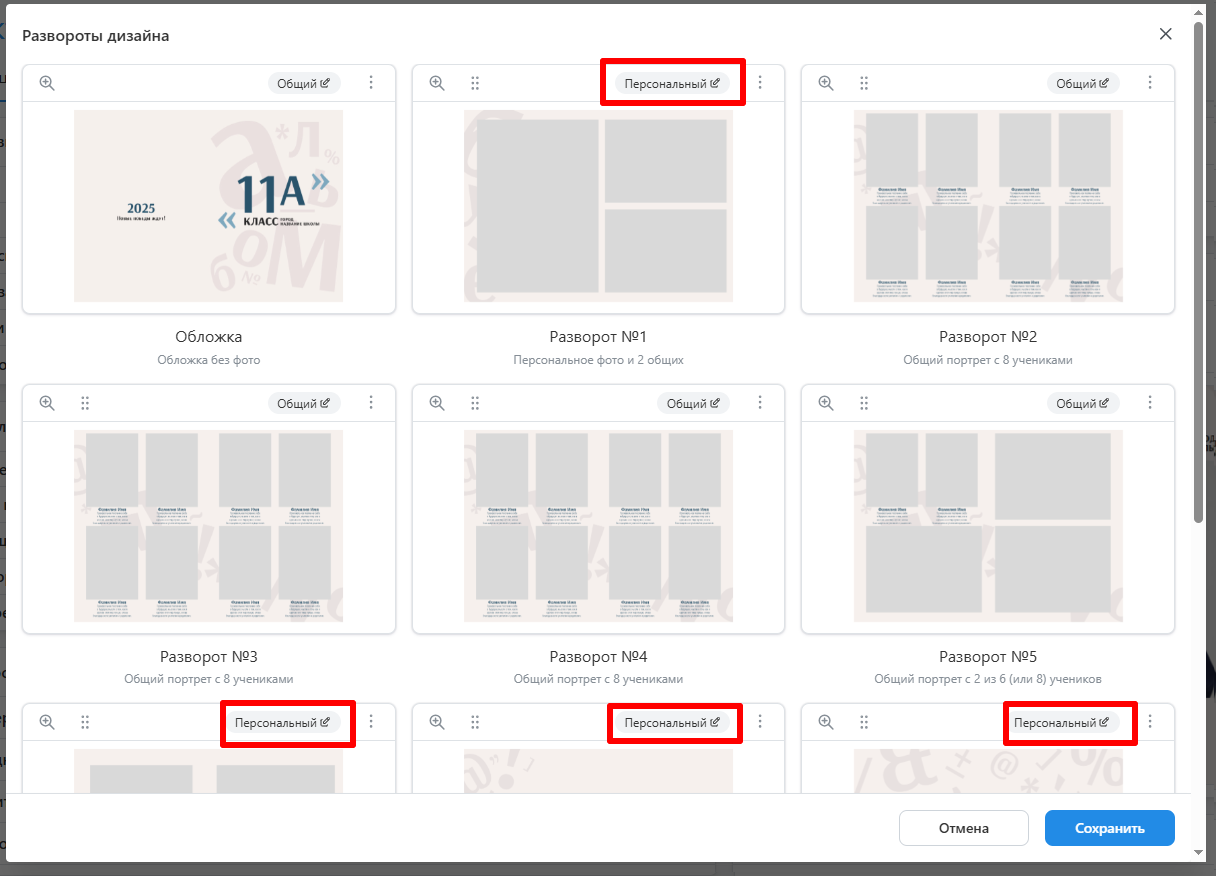 Развороты дизайна
Общий
Персональный
Общий
2025
11А
КЛАСС
Обложка
Обложка без фото
Разворот №1
Персональное фото и 2 общих
Разворот №2
Общий портрет с 8 учениками
Общий
Общий
Общий
Разворот №3
Общий портрет с 8 учениками
Разворот №4
Общий портрет с 8 учениками
Разворот №5
Общий портрет с 2 из 6 (или 8) учеников
Персональный
Персональный
Персональный
Отмена
Сохранить